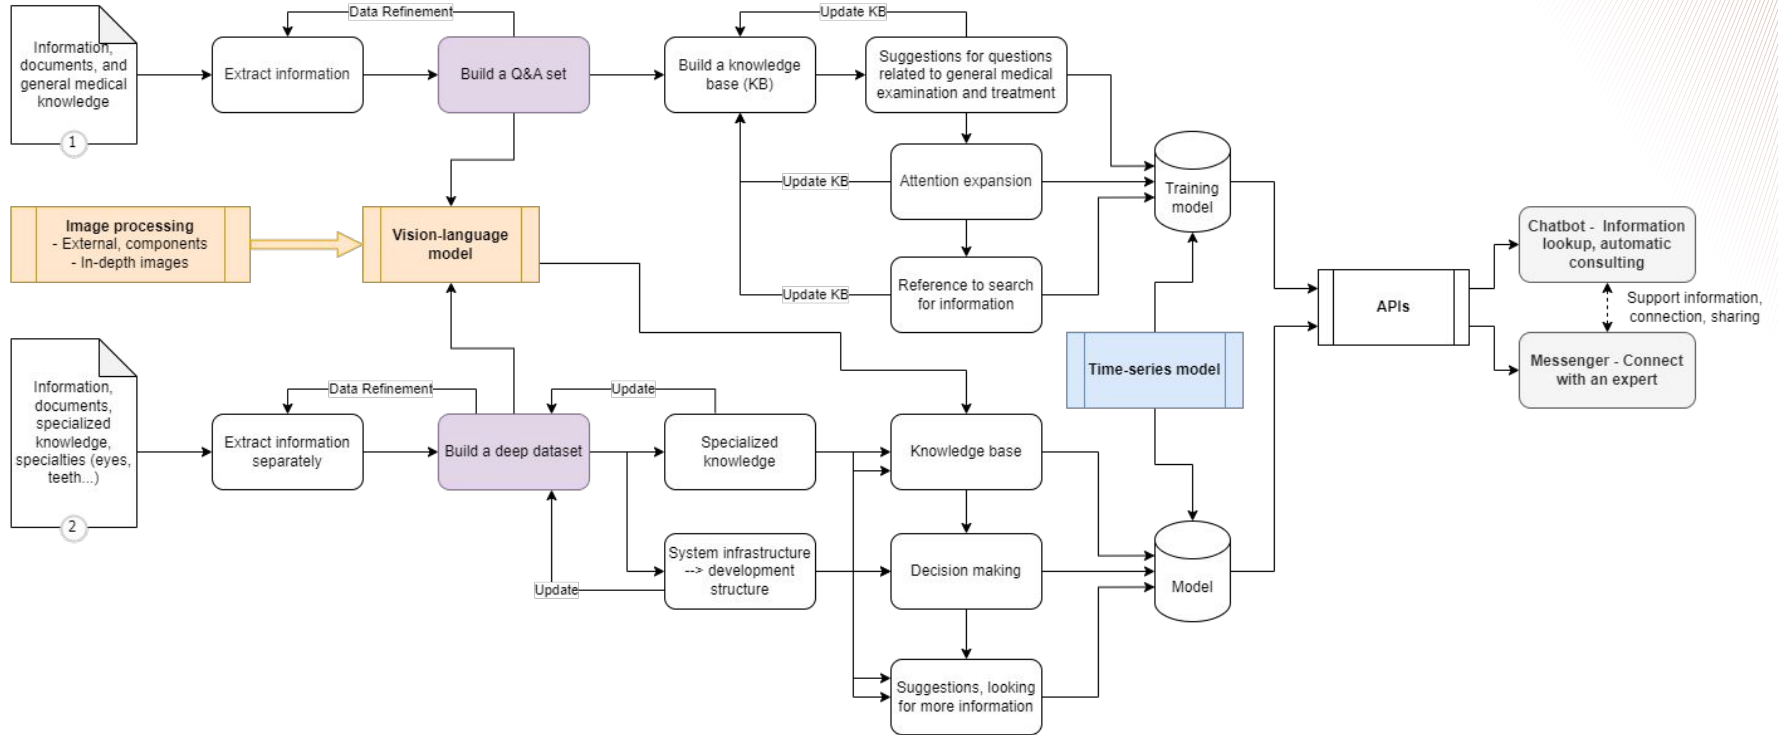 Information,
documents, and
general medical
knowledge
1
Data Refinement
Extract information
Build a Q&A set
Build a knowledge
base (KB)
Update KB
Suggestions for questions
related to general medical
examination and treatment
Update KB
Attention expansion
Update KB
Reference to search
for information
Training
model
Image processing
- External, components
- In-depth images
Vision-language
model
Time-series model
APIs
Chatbot - Information
lookup, automatic
consulting
Support information,
connection, sharing
Messenger - Connect
with an expert
Information,
documents,
specialized
knowledge,
specialties (eyes,
teeth...)
2
Data Refinement
Extract information
separately
Build a deep dataset
Update
Specialized
knowledge
Knowledge base
Update
System infrastructure
--> development
structure
Decision making
Model
Suggestions, looking
for more information